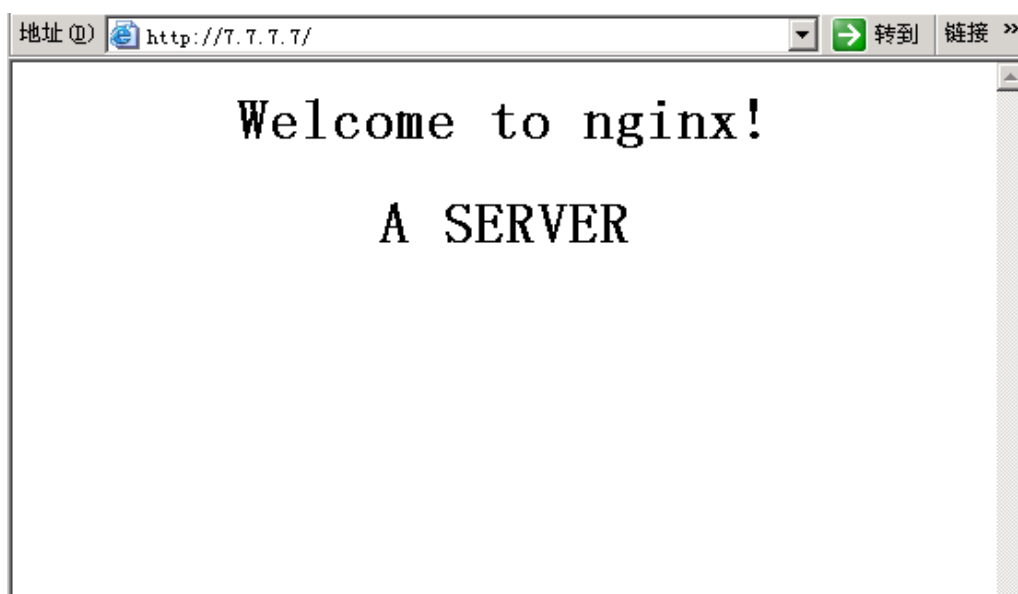 地址(D) http://7.7.7.7/ 转到 链接 »
Welcome to nginx!
A SERVER